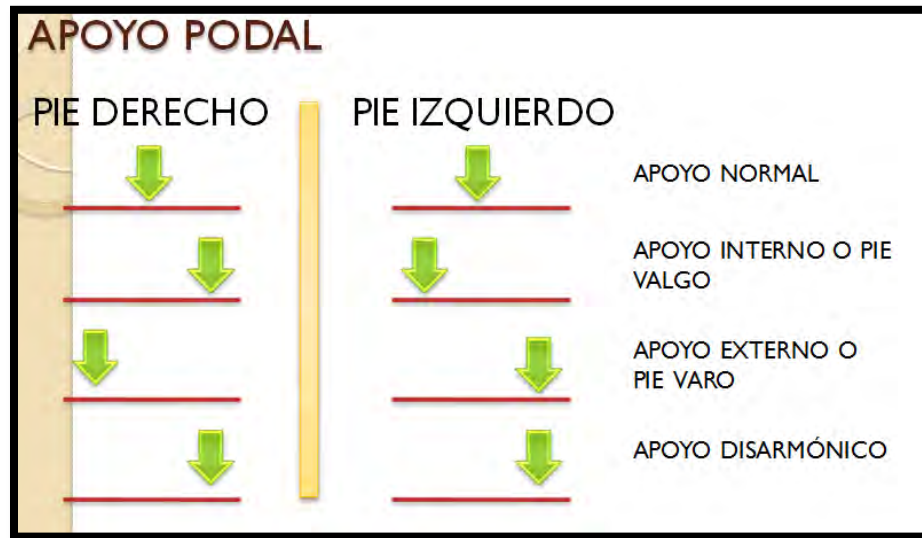 APOYO PODAL
PIE DERECHO
PIE IZQUIERDO
APOYO NORMAL
APOYO INTERNO O PIE
VALGO
APOYO EXTERNO O
PIE VARO
APOYO DISARMÓNICO